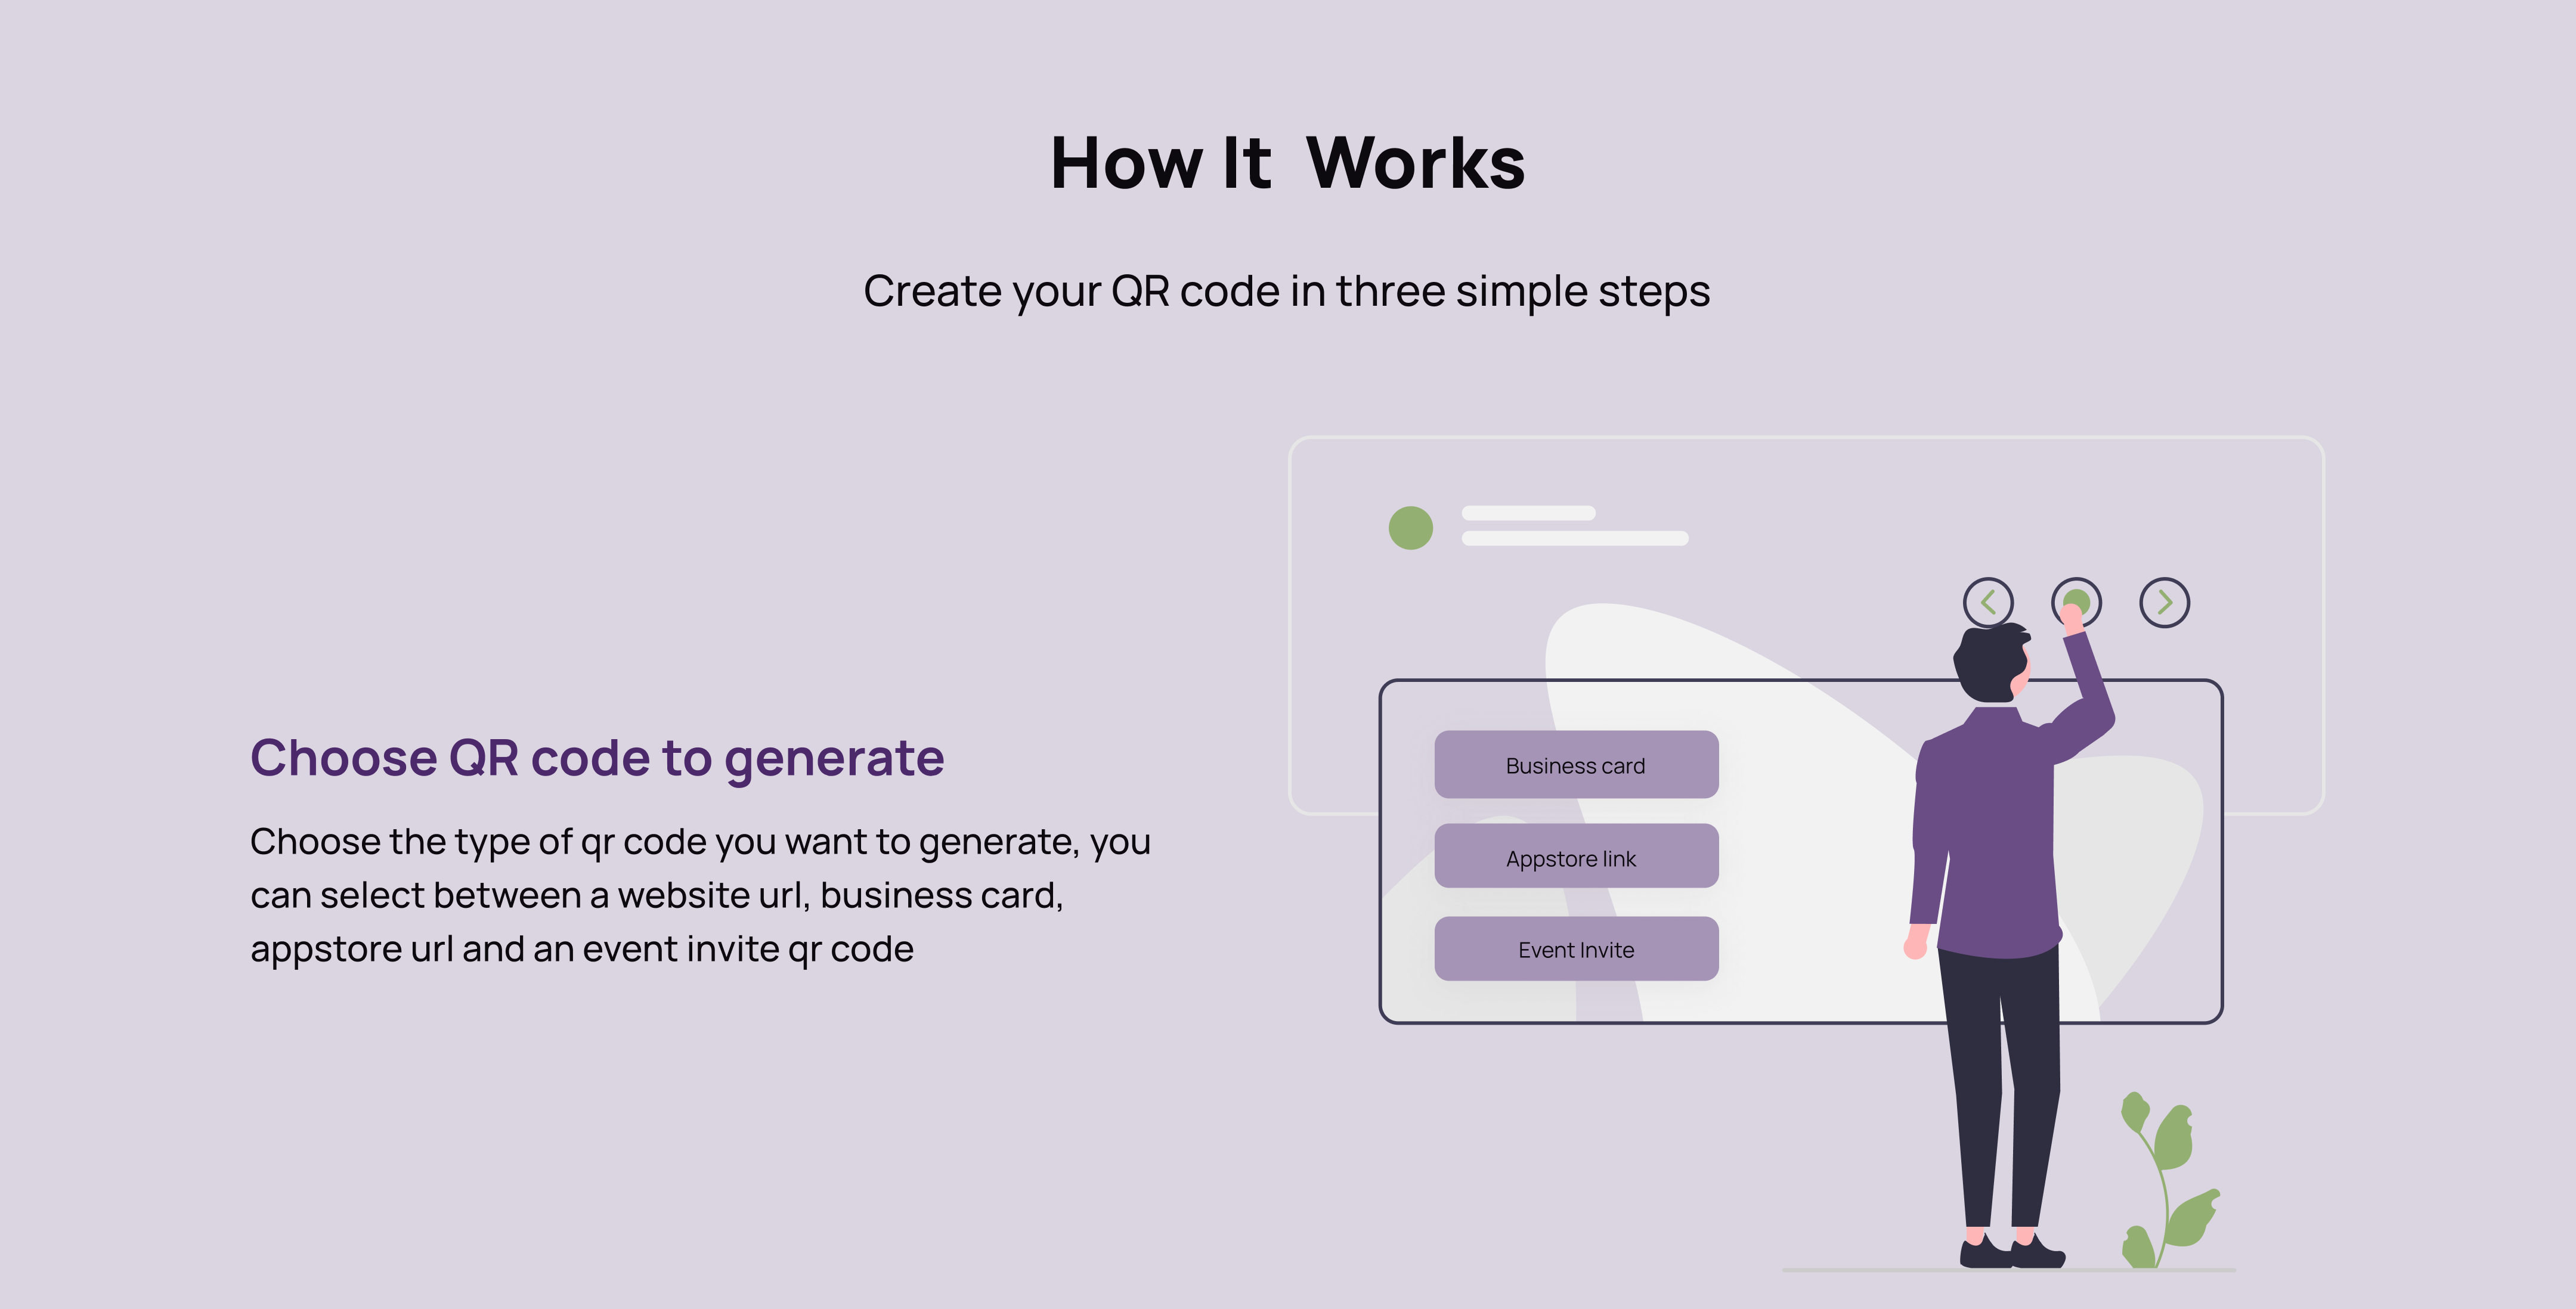 How It  Works
Create your QR code in three simple steps
Choose QR code to generate
Choose the type of qr code you want to generate, you
can select between a website url, business card,
appstore url and an event invite qr code
Business card
Appstore link
Event Invite